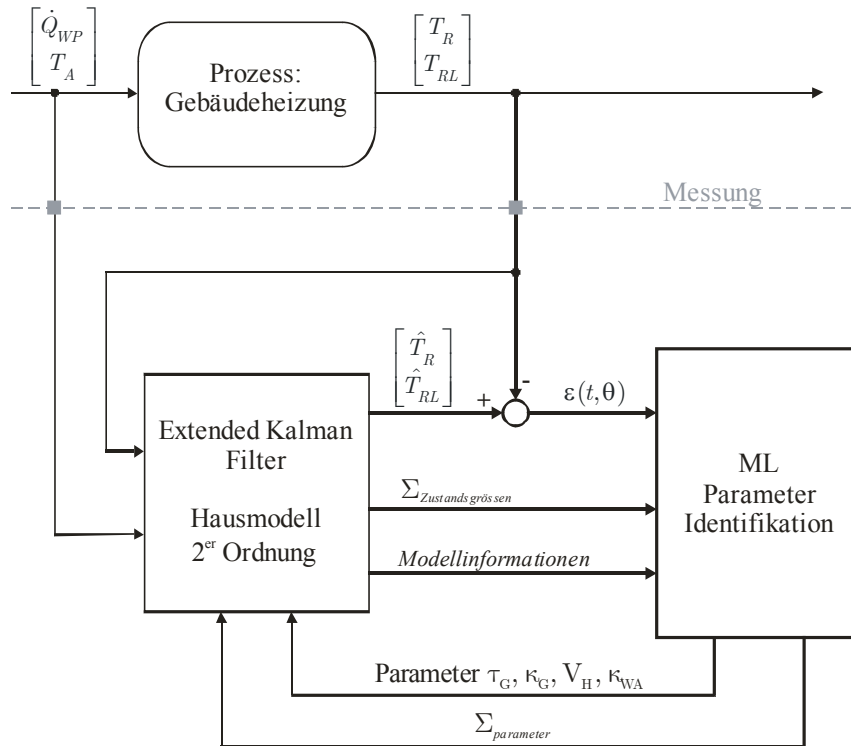 Q̇_WP
T_A
Prozess:
Gebäudeheizung
T_R
T_RL
Messung
T̂_R
T̂_RL
+
-
ε(t,θ)
Extended Kalman
Filter
Hausmodell
2^er Ordnung
Σ_Zustandsgrössen
Modellinformationen
ML
Parameter
Identifikation
Parameter τ_G, κ_G, V_H, κ_WA
Σ_parameter